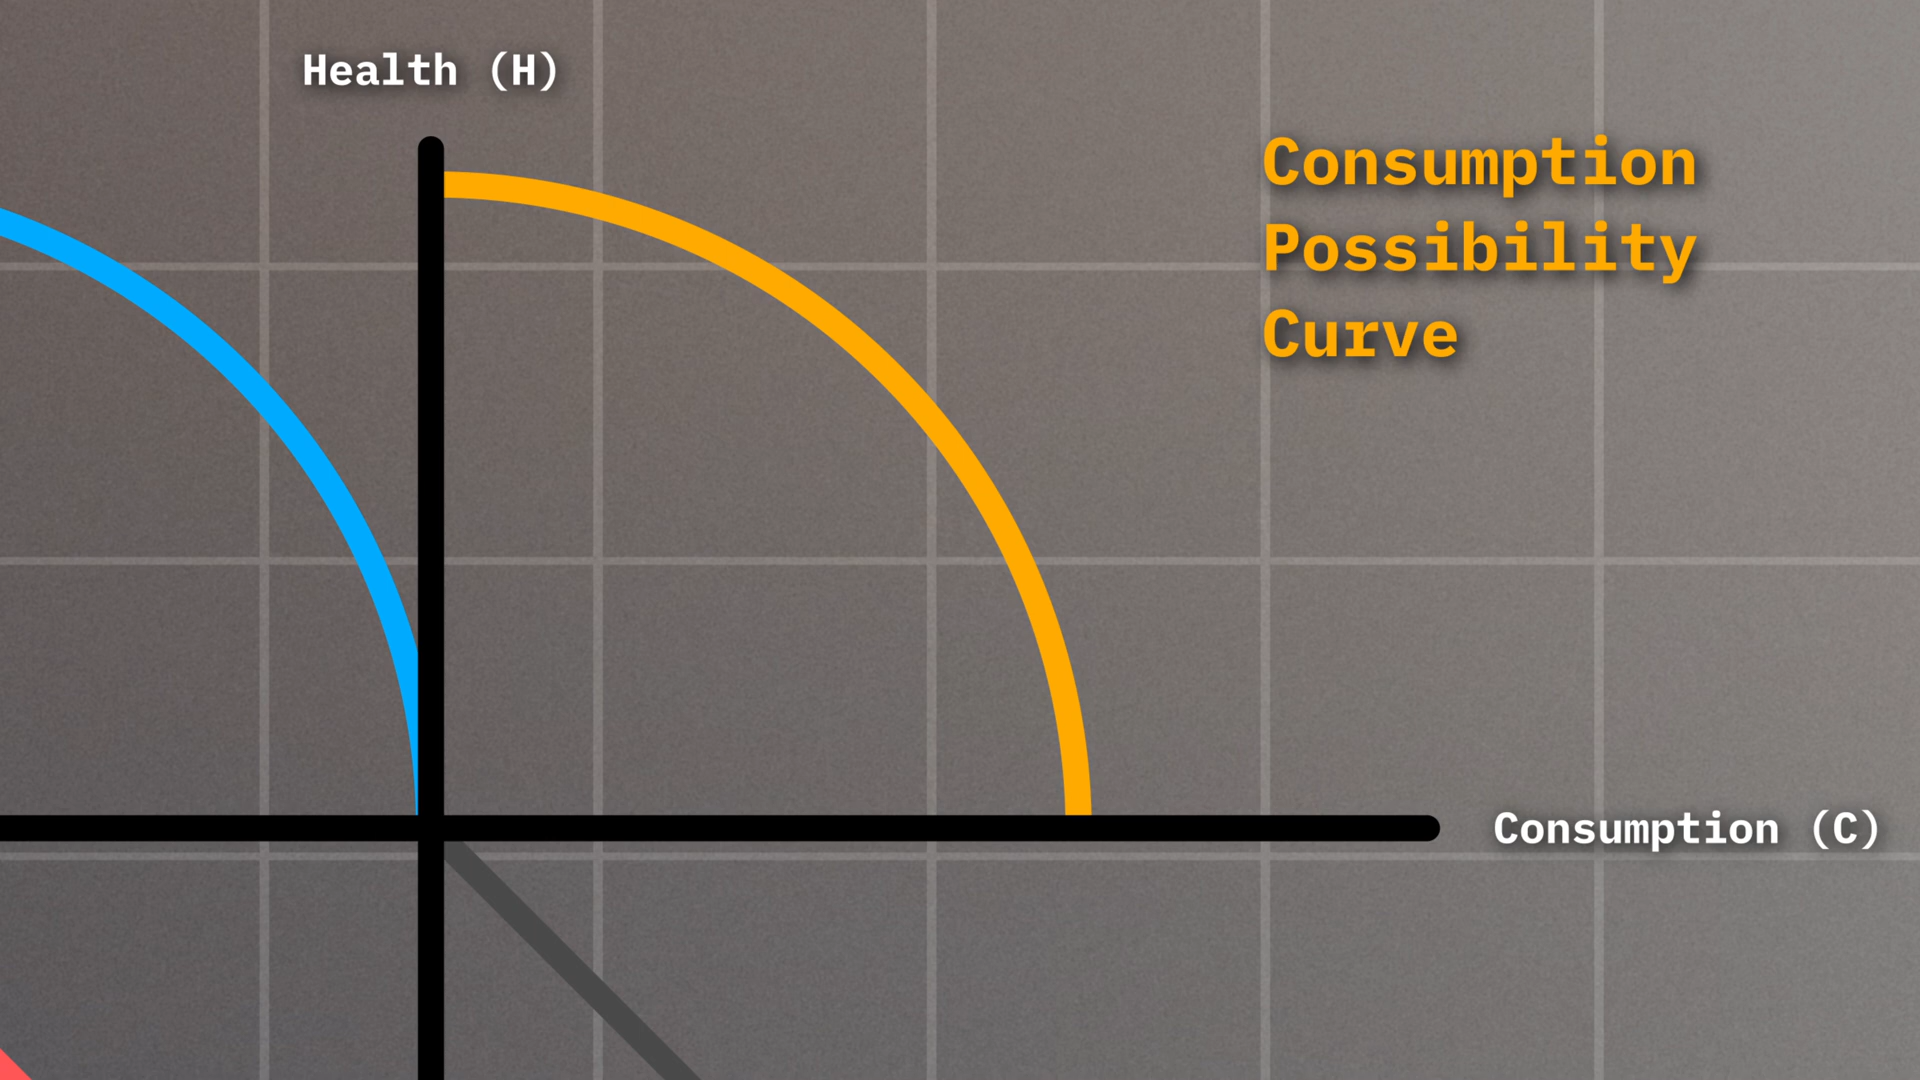 Health (H)
Consumption
Possibility
Curve
Consumption (C)